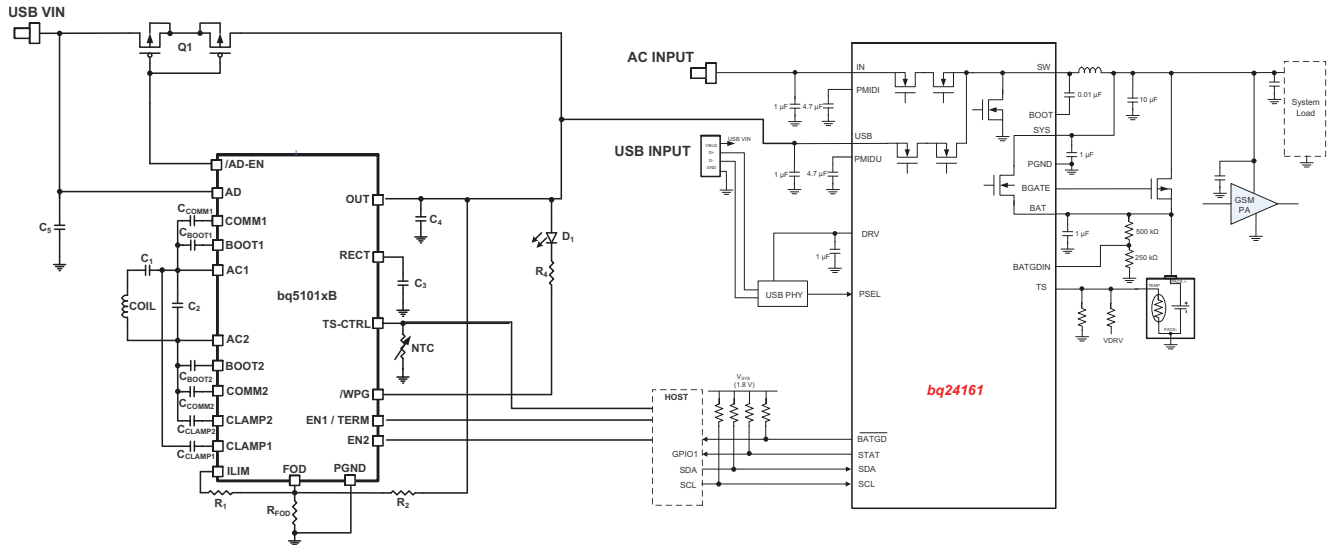 USB VIN
Q1
/AD-EN
AD
C5
CCOMM1
COMM1
CBOOT1
BOOT1
C1
AC1
COIL
C2
AC2
BOOT2
CBOOT2
COMM2
CCOMM2
CLAMP2
CCLAMP2
CLAMP1
CCLAMP1
ILIM
FOD
PGND
R1
RFOD
R2
bq5101xB
OUT
C4
D1
R4
RECT
C3
TS-CTRL
NTC
/WPG
EN1 / TERM
EN2
AC INPUT
USB INPUT
VBUS
D+
D-
GND
USB VIN
1 µF
4.7 µF
1 µF
4.7 µF
IN
PMIDI
USB
PMIDU
DRV
1 µF
USB PHY
PSEL
VSYS
(1.8 V)
HOST
GPIO1
SDA
SCL
BATGD
STAT
SDA
SCL
bq24161
SW
0.01 µF
BOOT
10 µF
SYS
1 µF
PGND
BGATE
BAT
1 µF
500 kΩ
250 kΩ
BATGDIN
TS
VDRV
TEMP
PACK+
PACK-
GSM
PA
System
Load